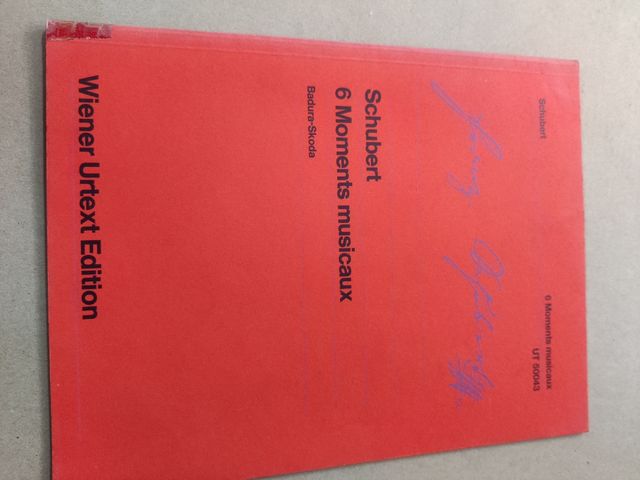 Schubert
6 Moments musicaux
UT 50043
Schubert
6 Moments musicaux
Badura-Skoda
Wiener Urtext Edition